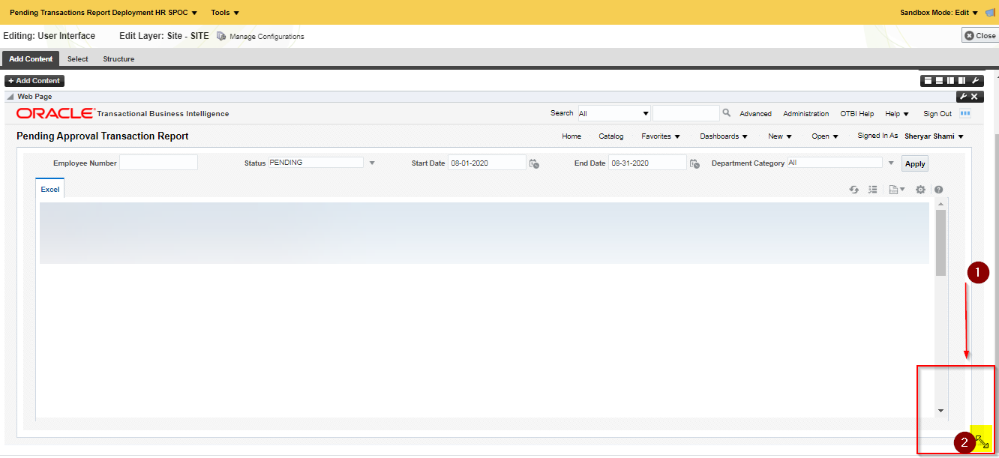 Pending Transactions Report Deployment HR SPOC Tools Sandbox Mode: Edit
Editing: User Interface Edit Layer: Site - SITE Manage Configurations Close
Add Content Select Structure
+ Add Content
Web Page
ORACLE Transactional Business Intelligence Search All Advanced Administration OTBI Help Help Sign Out
Pending Approval Transaction Report Home Catalog Favorites Dashboards New Open Signed In As Sheryar Shami
Employee Number Status PENDING Start Date 08-01-2020 End Date 08-31-2020 Department Category All Apply
Excel
1
2